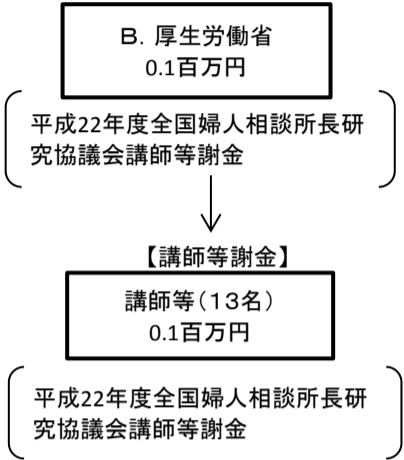 B．厚生労働省
0.1百万円
平成22年度全国婦人相談所長研
究協議会講師等謝金
【講師等謝金】
講師等（１３名）
0.1百万円
平成22年度全国婦人相談所長研
究協議会講師等謝金